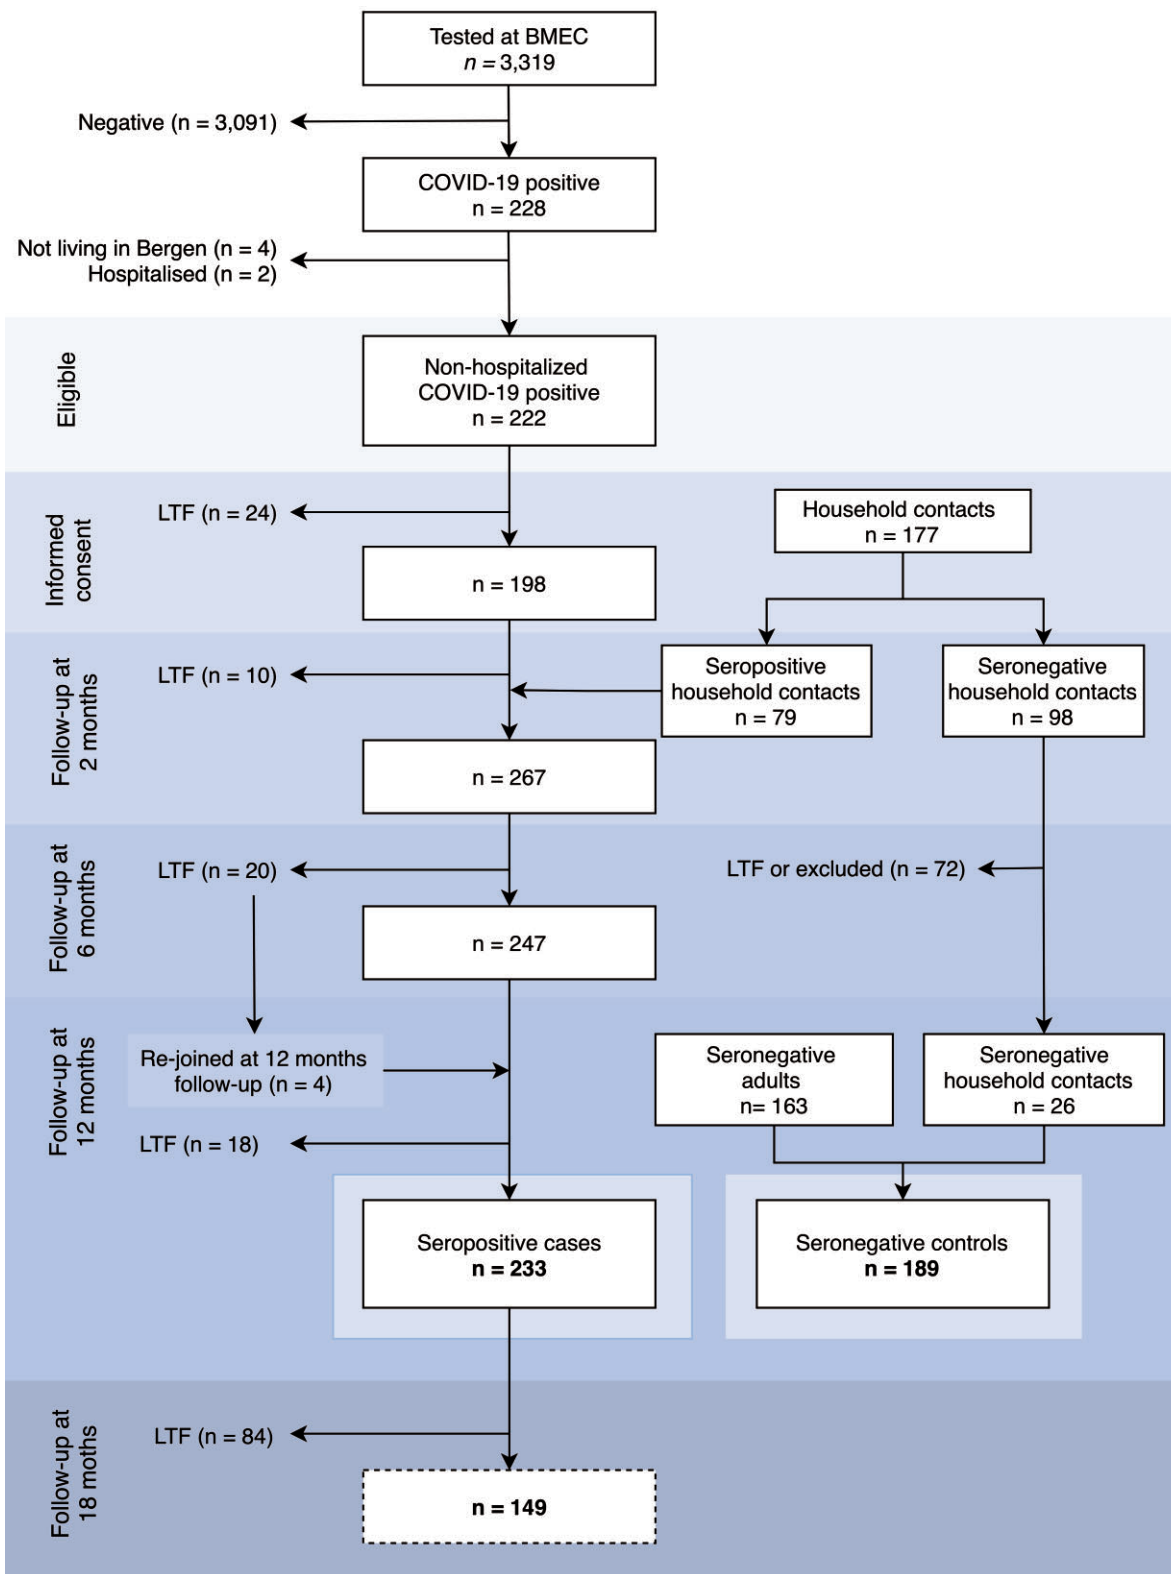 Tested at BMEC
n = 3,319
Negative (n = 3,091)
COVID-19 positive
n = 228
Not living in Bergen (n = 4)
Hospitalised (n = 2)
Eligible
Non-hospitalized
COVID-19 positive
n = 222
Informed
consent
LTF (n = 24)
n = 198
Household contacts
n = 177
Follow-up at
2 months
LTF (n = 10)
Seropositive
household contacts
n = 79
Seronegative
household contacts
n = 98
n = 267
Follow-up at
6 months
LTF (n = 20)
LTF or excluded (n = 72)
n = 247
Follow-up at
12 months
Re-joined at 12 months
follow-up (n = 4)
Seronegative
adults
n= 163
Seronegative
household contacts
n = 26
LTF (n = 18)
Seropositive cases
n = 233
Seronegative controls
n = 189
Follow-up at
18 moths
LTF (n = 84)
n = 149